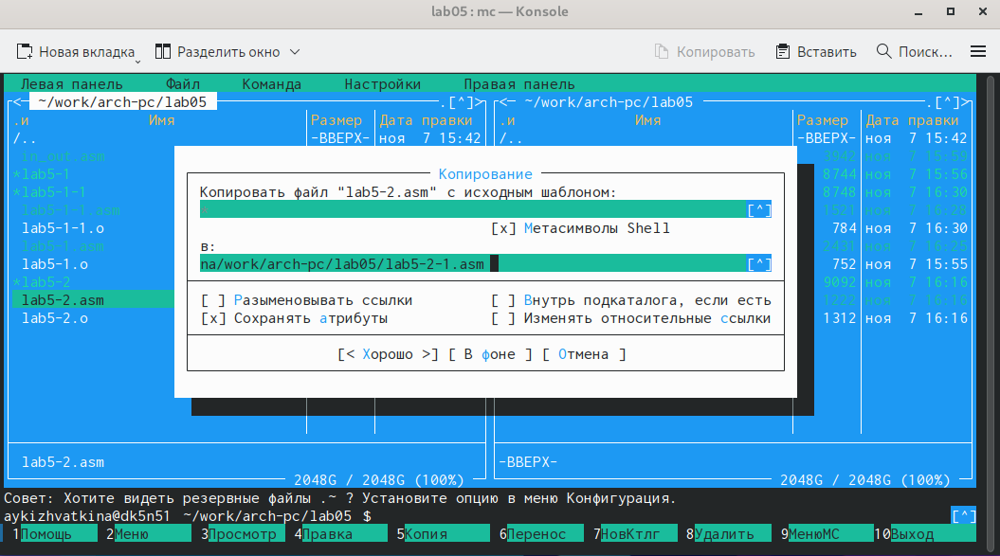 lab05 : mc — Konsole
Новая вкладка Разделить окно Копировать Вставить Поиск...
Левая панель Файл Команда Настройки Правая панель
<─ ~/work/arch-pc/lab05 .[^]> <─ ~/work/arch-pc/lab05 .[^]>
.и Имя Размер Дата правки .и Имя Размер Дата правки
/.. -ВВЕРХ- ноя 7 15:42 /.. -ВВЕРХ- ноя 7 15:42
in_out.asm 3942 ноя 7 15:59
*lab5-1 8744 ноя 7 15:56
*lab5-1-1 8748 ноя 7 16:30
lab5-1-1.asm 1521 ноя 7 16:28
lab5-1-1.o 784 ноя 7 16:30
lab5-1.asm 2431 ноя 7 16:25
lab5-1.o 752 ноя 7 15:55
*lab5-2 9092 ноя 7 16:16
lab5-2.asm 1222 ноя 7 16:16
lab5-2.o 1312 ноя 7 16:16
Копирование
Копировать файл "lab5-2.asm" с исходным шаблоном:
* [^]
[x] Метасимволы Shell
в:
na/work/arch-pc/lab05/lab5-2-1.asm [^]
[ ] Разыменовывать ссылки [ ] Внутрь подкаталога, если есть
[x] Сохранять атрибуты [ ] Изменять относительные ссылки
[< Хорошо >] [ В фоне ] [ Отмена ]
lab5-2.asm -ВВЕРХ-
2048G / 2048G (100%) 2048G / 2048G (100%)
Совет: Хотите видеть резервные файлы .~ ? Установите опцию в меню Конфигурация.
aykizhvatkina@dk5n51 ~/work/arch-pc/lab05 $ [^]
1Помощь 2Меню 3Просмотр 4Правка 5Копия 6Перенос 7НовКтлг 8Удалить 9МенюMC 10Выход